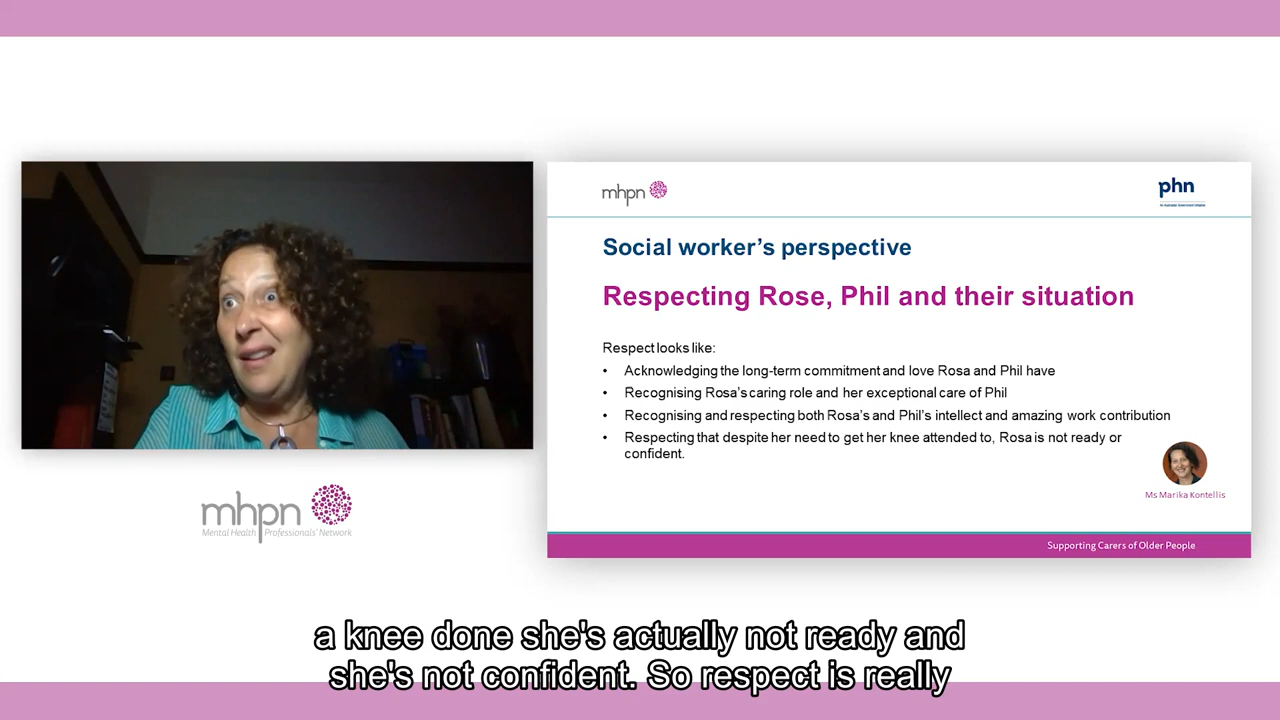 mhpn
phn
An Australian Government Initiative
Social worker’s perspective
Respecting Rose, Phil and their situation
Respect looks like:
• Acknowledging the long-term commitment and love Rosa and Phil have
• Recognising Rosa’s caring role and her exceptional care of Phil
• Recognising and respecting both Rosa’s and Phil’s intellect and amazing work contribution
• Respecting that despite her need to get her knee attended to, Rosa is not ready or
confident.
Ms Marika Kontellis
Supporting Carers of Older People
mhpn
Mental Health Professionals’ Network
a knee done she's actually not ready and
she's not confident. So respect is really